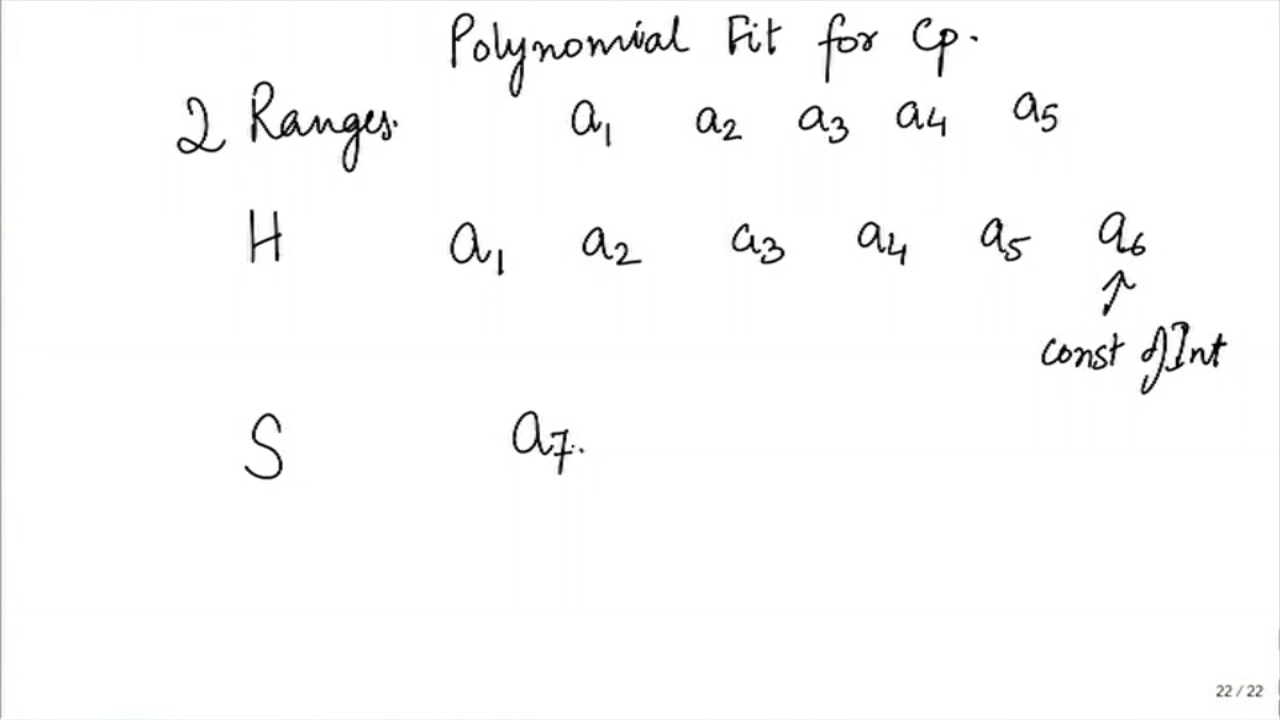 Polynomial Fit for Cp.
2 Ranges. a1 a2 a3 a4 a5
H a1 a2 a3 a4 a5 a6
↑
const of Int
S a7.
22 / 22